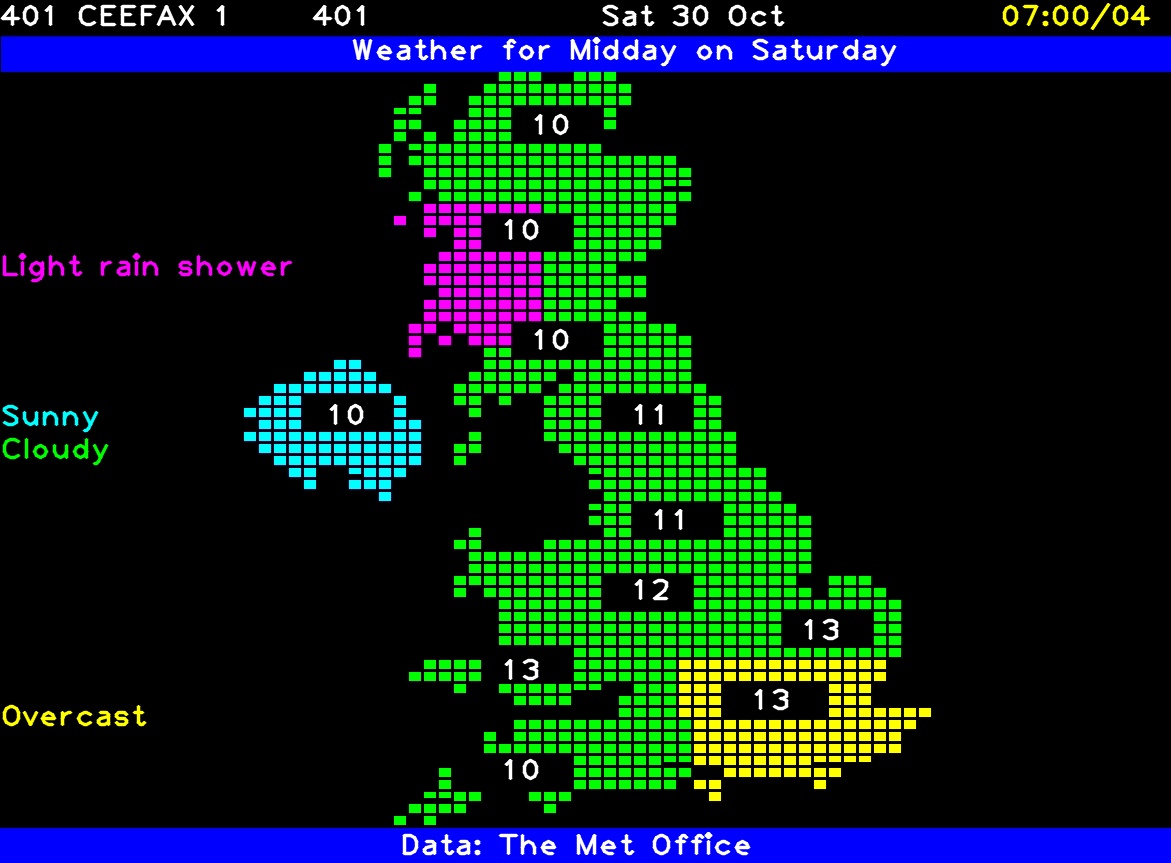 401 CEEFAX 1 401 Sat 30 Oct 07:00/04
Weather for Midday on Saturday
10
10
Light rain shower
10
Sunny 10 11
Cloudy
11
12
13
13
13
Overcast
10
Data: The Met Office